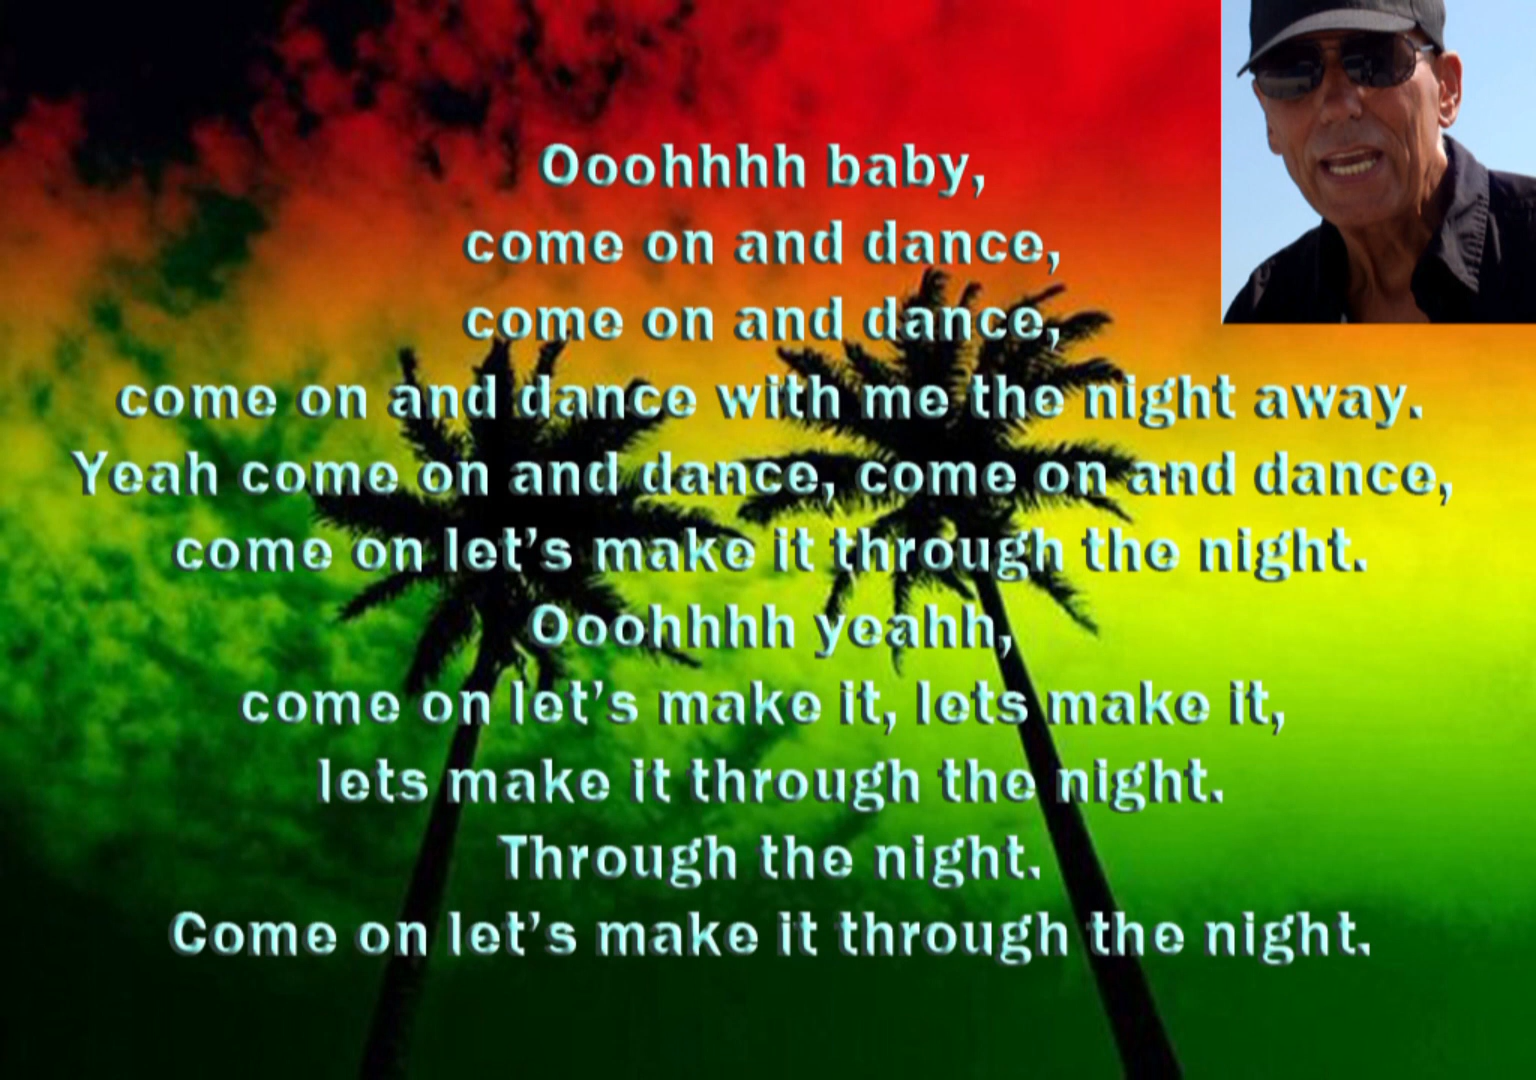 Ooohhhh baby,
come on and dance,
come on and dance,
come on and dance with me the night away.
Yeah come on and dance, come on and dance,
come on let’s make it through the night.
Ooohhhh yeahh,
come on let’s make it, lets make it,
lets make it through the night.
Through the night.
Come on let’s make it through the night.